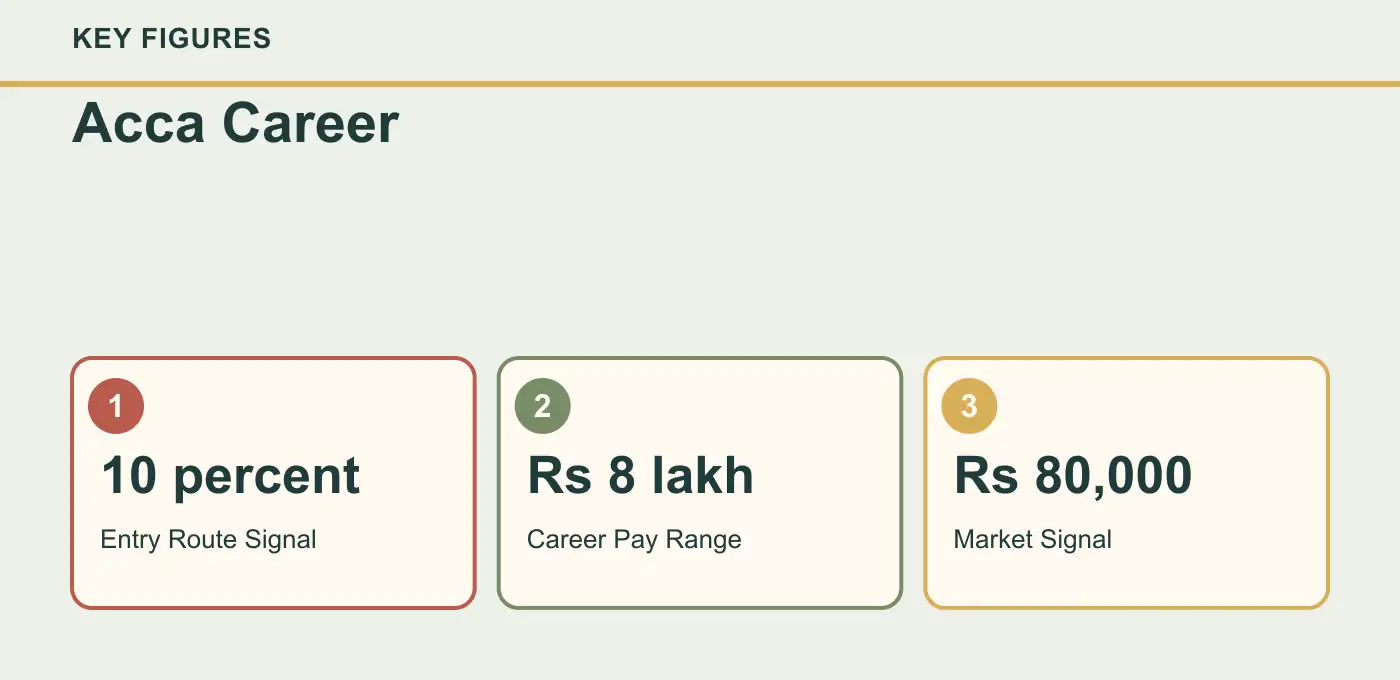 KEY FIGURES
Acca Career
1
10 percent
Entry Route Signal
2
Rs 8 lakh
Career Pay Range
3
Rs 80,000
Market Signal